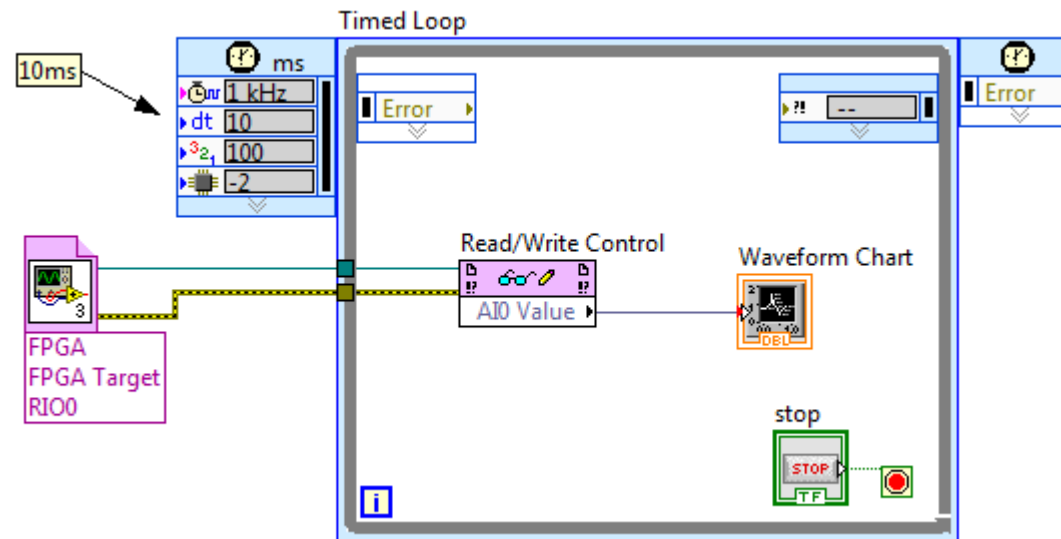 Timed Loop
10ms
ms
1 kHz
dt 10
321 100
-2
Error
?! --
Error
Read/Write Control
!? !?
AI0 Value
Waveform Chart
DBL
3
FPGA
FPGA Target
RIO0
stop
STOP
TF
i